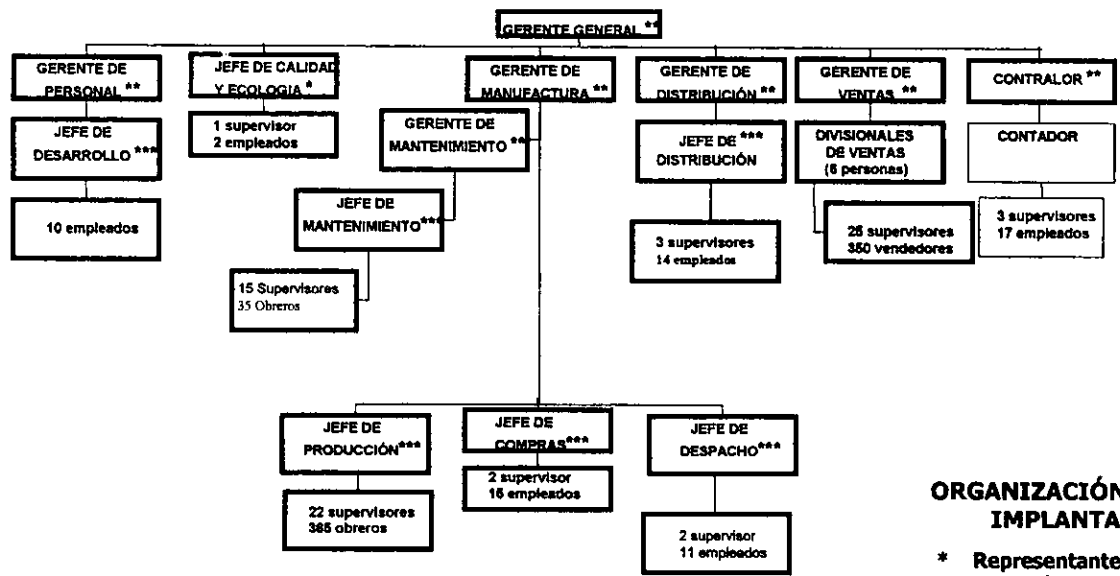 GERENTE GENERAL **
GERENTE DE
PERSONAL **
JEFE DE CALIDAD
Y ECOLOGIA *
GERENTE DE
MANUFACTURA **
GERENTE DE
DISTRIBUCIÓN **
GERENTE DE
VENTAS **
CONTRALOR **
JEFE DE
DESARROLLO ***
1 supervisor
2 empleados
GERENTE DE
MANTENIMIENTO **
JEFE DE ***
DISTRIBUCIÓN
DIVISIONALES
DE VENTAS
(6 personas)
CONTADOR
10 empleados
JEFE DE
MANTENIMIENTO ***
3 supervisores
14 empleados
25 supervisores
350 vendedores
3 supervisores
17 empleados
15 Supervisores
35 Obreros
JEFE DE
PRODUCCIÓN ***
JEFE DE
COMPRAS ***
JEFE DE
DESPACHO ***
22 supervisores
385 obreros
2 supervisor
15 empleados
2 supervisor
11 empleados
ORGANIZACIÓN
IMPLANTA
* Representante